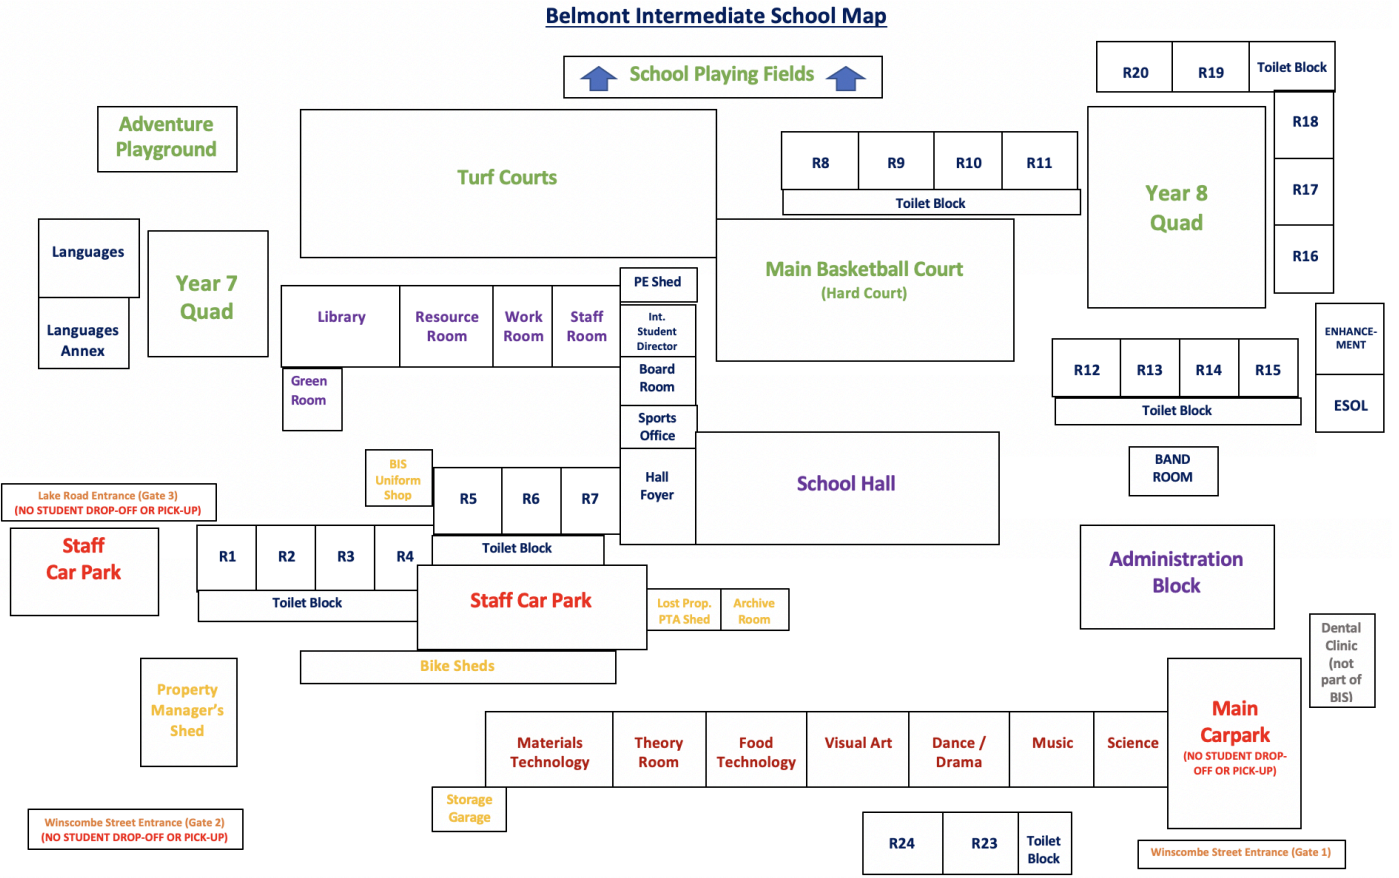 Belmont Intermediate School Map
School Playing Fields
R20
R19
Toilet Block
Adventure
Playground
Turf Courts
R8
R9
R10
R11
Toilet Block
Year 8
Quad
R18
R17
R16
Languages
Languages
Annex
Year 7
Quad
Main Basketball Court
(Hard Court)
PE Shed
Library
Resource
Room
Work
Room
Staff
Room
Int.
Student
Director
Board
Room
Green
Room
Sports
Office
R12
R13
R14
R15
Toilet Block
ENHANCE-
MENT
ESOL
BAND
ROOM
BIS
Uniform
Shop
R5
R6
R7
Toilet Block
Hall
Foyer
School Hall
Lake Road Entrance (Gate 3)
(NO STUDENT DROP-OFF OR PICK-UP)
Staff
Car Park
R1
R2
R3
R4
Toilet Block
Staff Car Park
Lost Prop.
PTA Shed
Archive
Room
Administration
Block
Bike Sheds
Dental
Clinic
(not
part of
BIS)
Property
Manager's
Shed
Materials
Technology
Theory
Room
Food
Technology
Visual Art
Dance /
Drama
Music
Science
Main
Carpark
(NO STUDENT DROP-
OFF OR PICK-UP)
Storage
Garage
Winscombe Street Entrance (Gate 2)
(NO STUDENT DROP-OFF OR PICK-UP)
R24
R23
Toilet
Block
Winscombe Street Entrance (Gate 1)